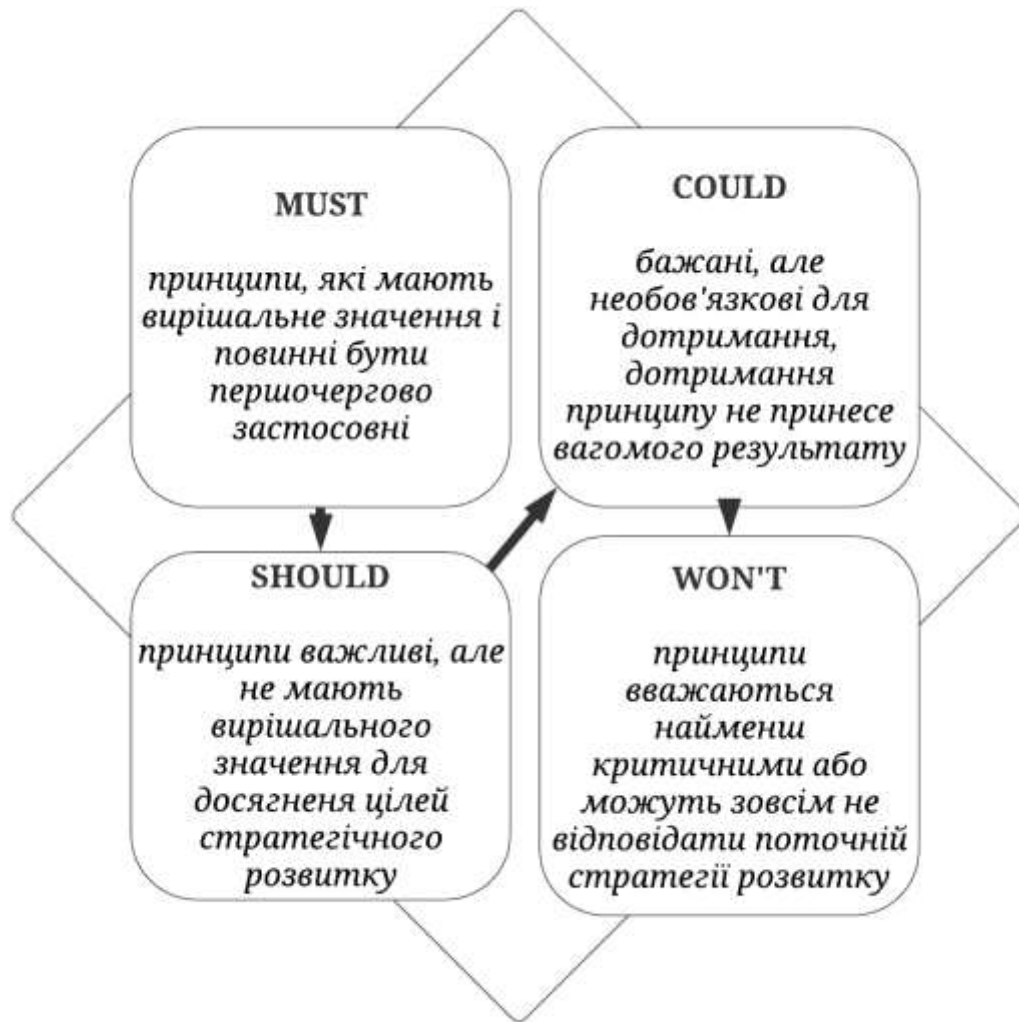 MUST
принципи, які мають
вирішальне значення і
повинні бути
першочергово
застосовні
SHOULD
принципи важливі, але
не мають
вирішального
значення для
досягненя цілей
стратегічного
розвитку
COULD
бажані, але
необов'язкові для
дотримання,
дотримання
принципу не принесе
вагомого результату
WON'T
принципи
вважаються
найменш
критичними або
можуть зовсім не
відповідати поточній
стратегії розвитку